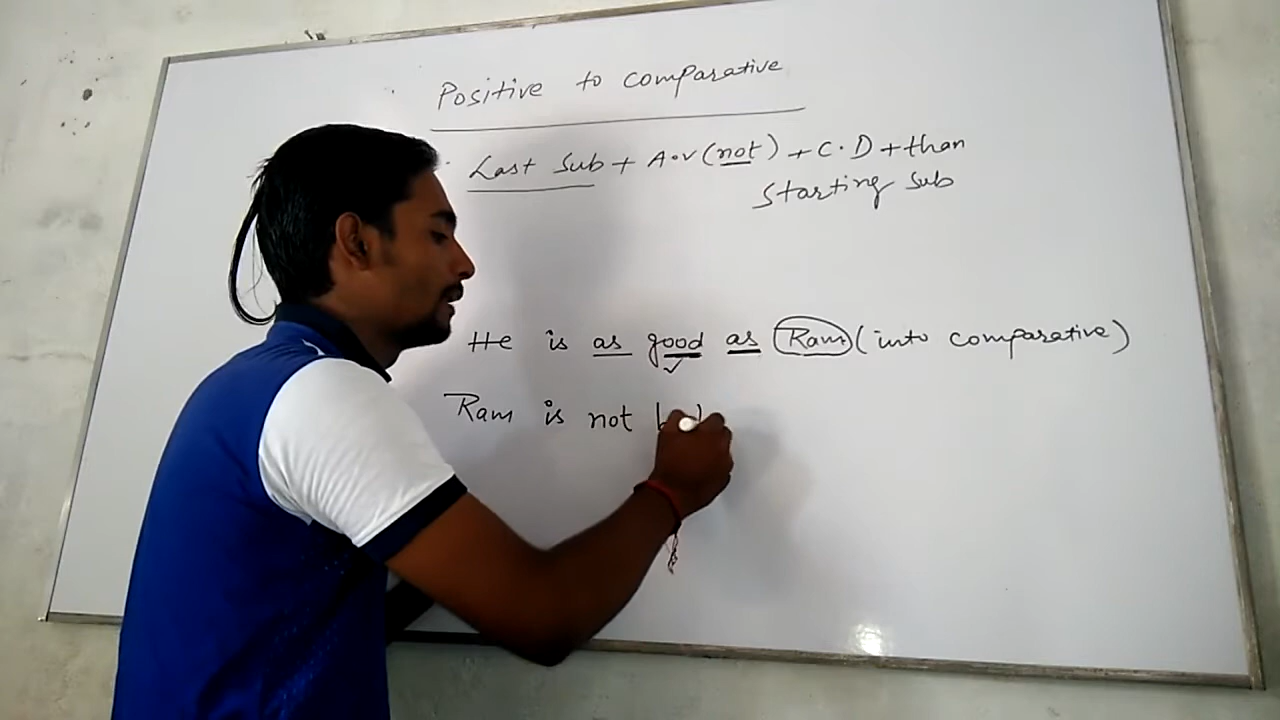 Positive to comparative
Last Sub + A.V (not) + C.D + than
Starting Sub
He is as good as Ram (into comparative)
Ram is not